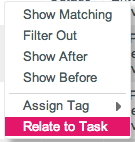 Show Matching
Filter Out
Show After
Show Before
Assign Tag
Relate to Task